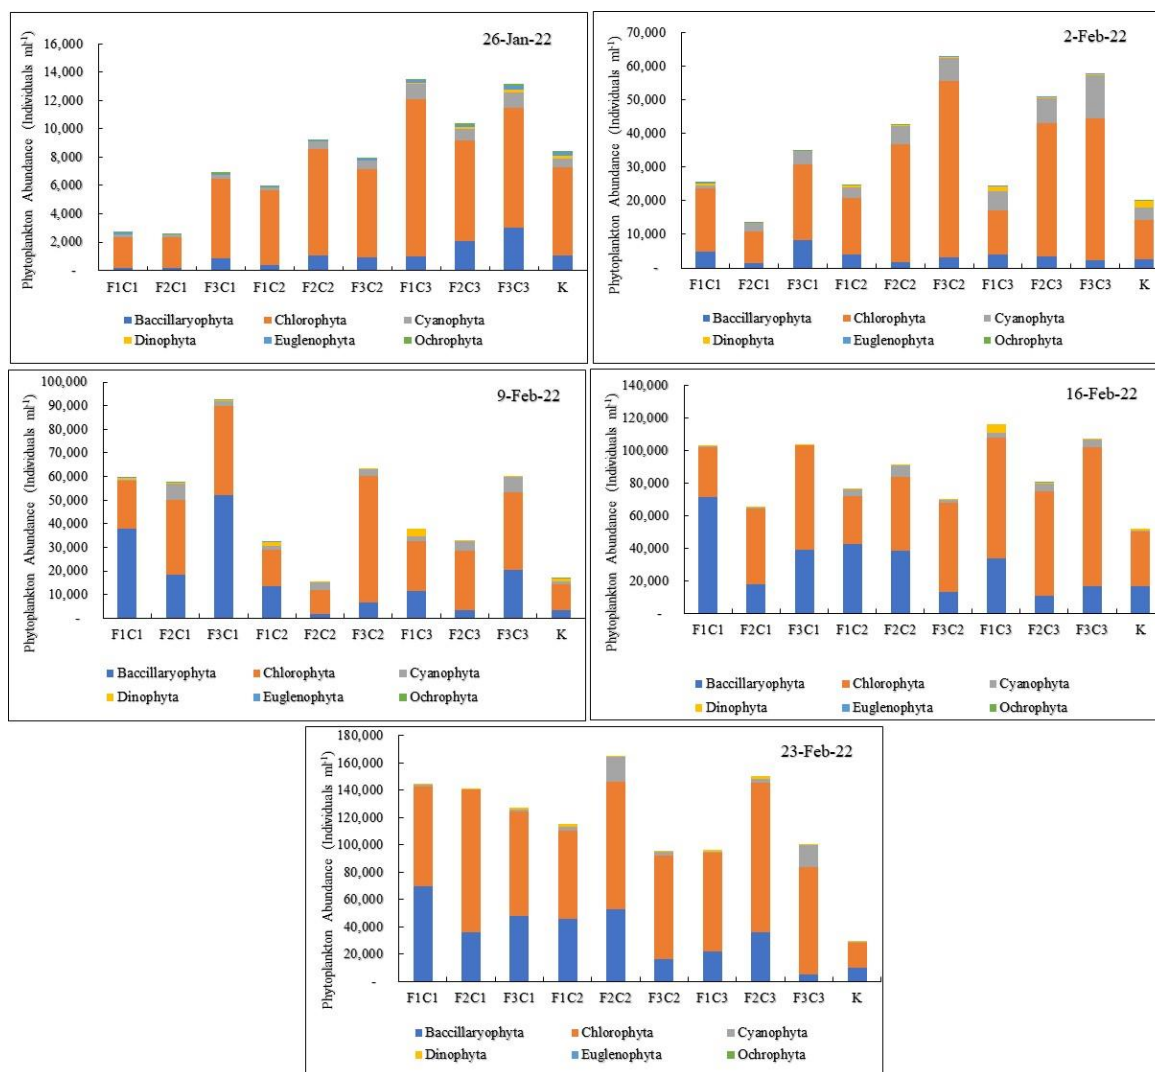 26-Jan-22
Phytoplankton Abundance (Individuals ml-1)
16,000
14,000
12,000
10,000
8,000
6,000
4,000
2,000
-
F1C1 F2C1 F3C1 F1C2 F2C2 F3C2 F1C3 F2C3 F3C3 K
Baccillaryophyta Chlorophyta Cyanophyta
Dinophyta Euglenophyta Ochrophyta
2-Feb-22
Phytoplankton Abundance (Individuals ml-1)
70,000
60,000
50,000
40,000
30,000
20,000
10,000
-
F1C1 F2C2 F3C1 F1C2 F2C2 F3C2 F1C3 F2C3 F3C3 K
Baccillaryophyta Chlorophyta Cyanophyta
Dinophyta Euglenophyta Ochrophyta
9-Feb-22
Phytoplankton Abundance (Individuals ml-1)
100,000
90,000
80,000
70,000
60,000
50,000
40,000
30,000
20,000
10,000
-
F1C1 F2C1 F3C1 F1C2 F2C2 F3C2 F1C3 F2C3 F3C3 K
Baccillaryophyta Chlorophyta Cyanophyta
Dinophyta Euglenophyta Ochrophyta
16-Feb-22
Phytoplankton Abundance (Individuals ml-1)
140,000
120,000
100,000
80,000
60,000
40,000
20,000
-
F1C1 F2C1 F3C1 F1C2 F2C2 F3C2 F1C3 F2C3 F3C3 K
Baccillaryophyta Chlorophyta Cyanophyta
Dinophyta Euglenophyta Ochrophyta
23-Feb-22
Phytoplankton Abundance (Individuals ml-1)
180,000
160,000
140,000
120,000
100,000
80,000
60,000
40,000
20,000
-
F1C1 F2C1 F3C1 F1C2 F2C2 F3C2 F1C3 F2C3 F3C3 K
Baccillaryophyta Chlorophyta Cyanophyta
Dinophyta Euglenophyta Ochrophyta